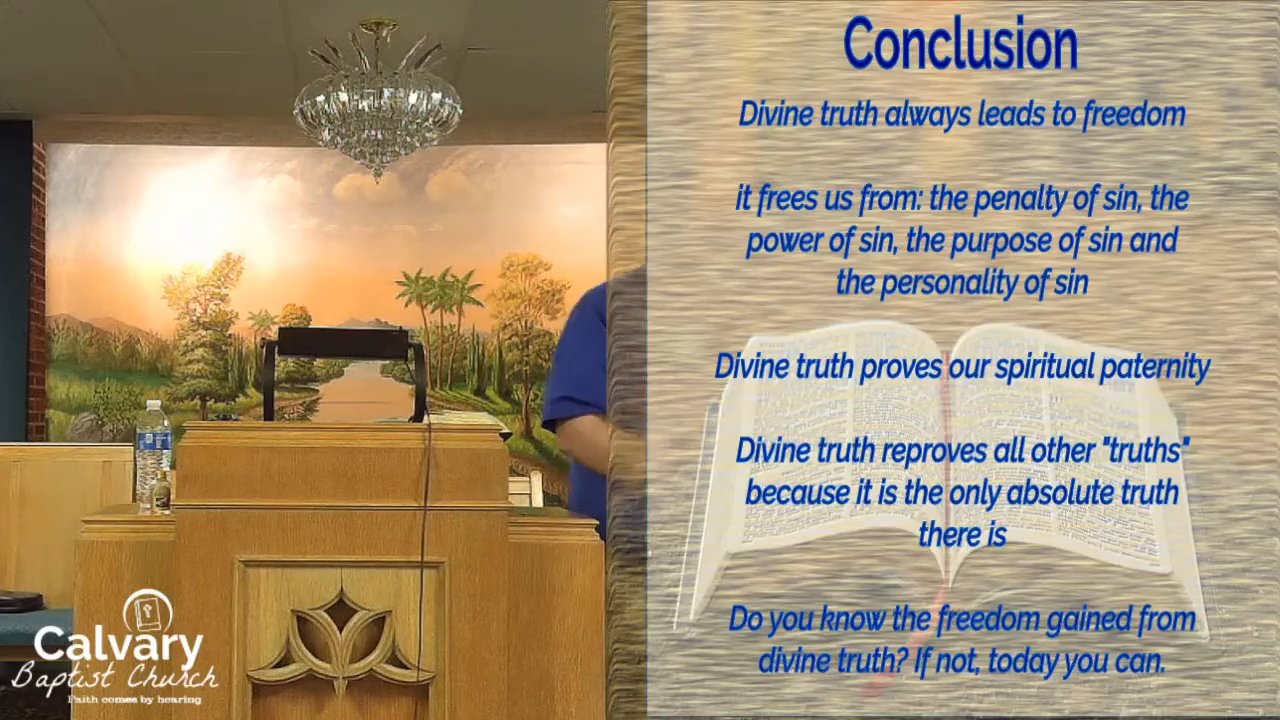 Conclusion
Divine truth always leads to freedom
it frees us from: the penalty of sin, the
power of sin, the purpose of sin and
the personality of sin
Divine truth proves our spiritual paternity
Divine truth reproves all other "truths"
because it is the only absolute truth
there is
Do you know the freedom gained from
divine truth? If not, today you can.
Calvary
Baptist Church
Faith comes by hearing